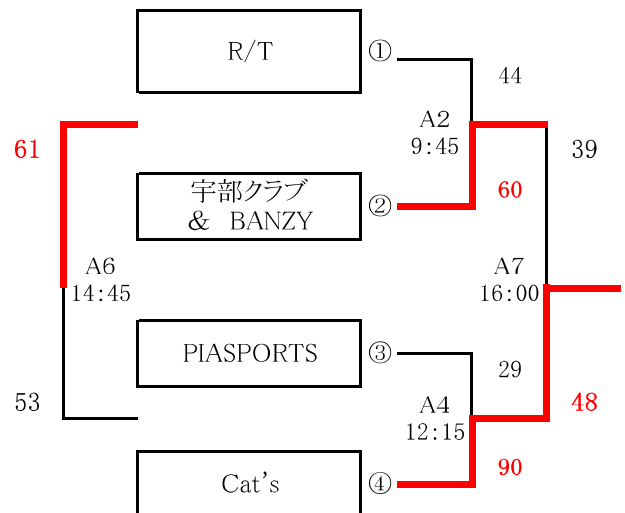 R/T
①
44
A2
9:45
61
39
宇部クラブ
& BANZY
②
60
A6
14:45
A7
16:00
PIASPORTS
③
29
53
A4
12:15
48
Cat's
④
90